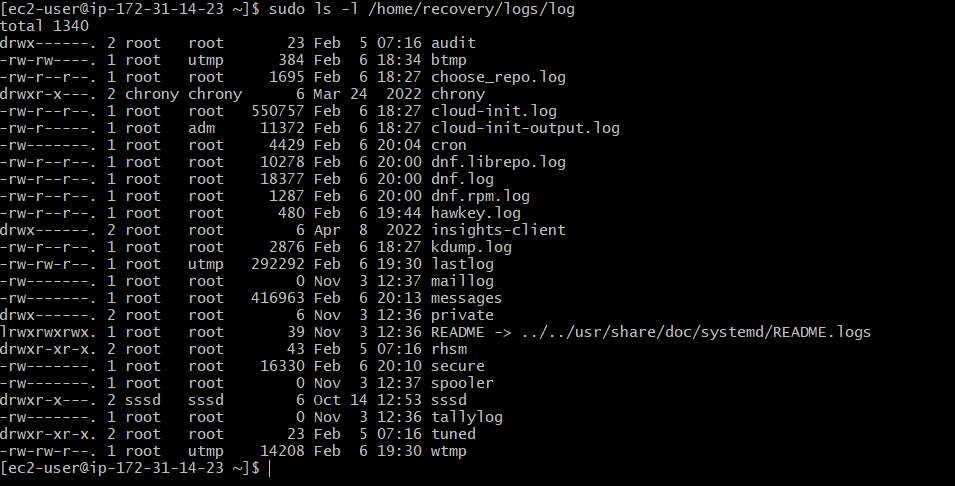 [ec2-user@ip-172-31-14-23 ~]$ sudo ls -l /home/recovery/logs/log
total 1340
drwx------. 2 root   root       23 Feb  5 07:16 audit
-rw-rw----. 1 root   utmp      384 Feb  6 18:34 btmp
-rw-r--r--. 1 root   root     1695 Feb  6 18:27 choose_repo.log
drwxr-x---. 2 chrony chrony      6 Mar 24  2022 chrony
-rw-r--r--. 1 root   root   550757 Feb  6 18:27 cloud-init.log
-rw-r-----. 1 root   adm     11372 Feb  6 18:27 cloud-init-output.log
-rw-------. 1 root   root     4429 Feb  6 20:04 cron
-rw-r--r--. 1 root   root    10278 Feb  6 20:00 dnf.librepo.log
-rw-r--r--. 1 root   root    18377 Feb  6 20:00 dnf.log
-rw-r--r--. 1 root   root     1287 Feb  6 20:00 dnf.rpm.log
-rw-r--r--. 1 root   root      480 Feb  6 19:44 hawkey.log
drwx------. 2 root   root        6 Apr  8  2022 insights-client
-rw-r--r--. 1 root   root     2876 Feb  6 18:27 kdump.log
-rw-rw-r--. 1 root   utmp   292292 Feb  6 19:30 lastlog
-rw-------. 1 root   root        0 Nov  3 12:37 maillog
-rw-------. 1 root   root   416963 Feb  6 20:13 messages
drwx------. 2 root   root        6 Nov  3 12:36 private
lrwxrwxrwx. 1 root   root       39 Nov  3 12:36 README -> ../../usr/share/doc/systemd/README.logs
drwxr-xr-x. 2 root   root       43 Feb  5 07:16 rhsm
-rw-------. 1 root   root    16330 Feb  6 20:10 secure
-rw-------. 1 root   root        0 Nov  3 12:37 spooler
drwxr-x---. 2 sssd   sssd        6 Oct 14 12:53 sssd
-rw-------. 1 root   root        0 Nov  3 12:36 tallylog
drwxr-xr-x. 2 root   root       23 Feb  5 07:16 tuned
-rw-rw-r--. 1 root   utmp    14208 Feb  6 19:30 wtmp
[ec2-user@ip-172-31-14-23 ~]$